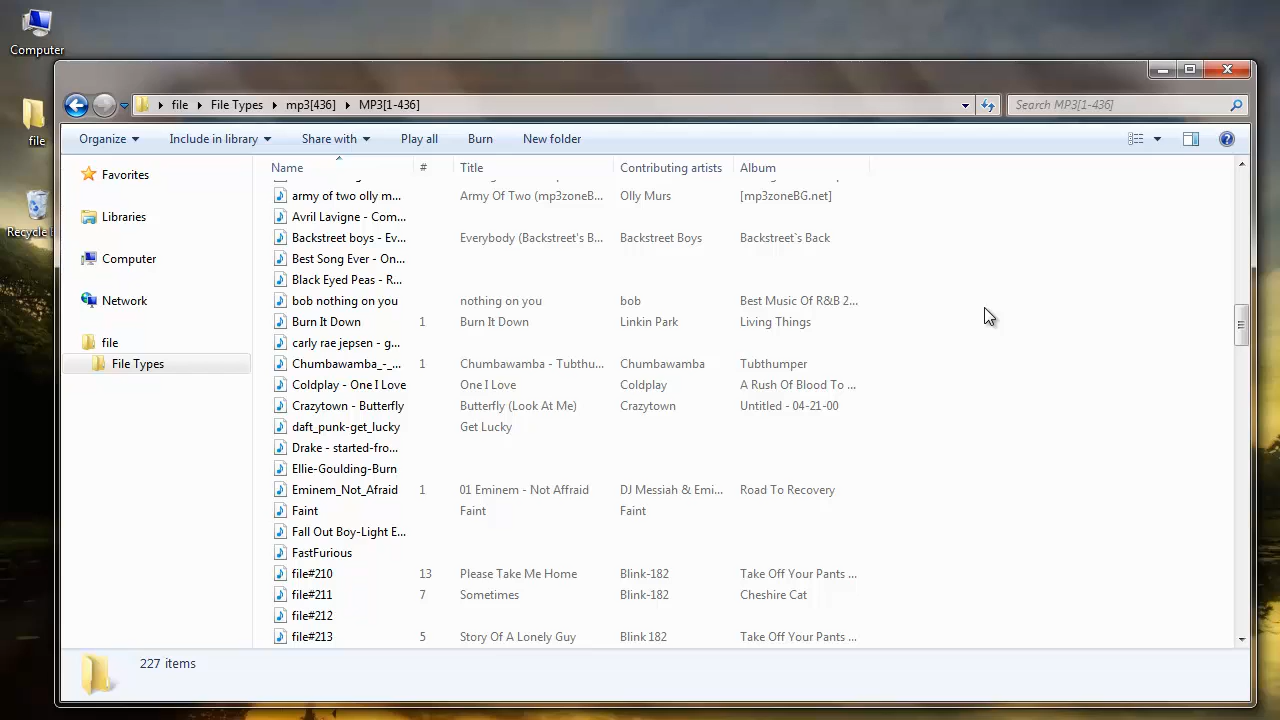 Computer
file
Recycle
file File Types mp3[436] MP3[1-436]
Search MP3[1-436]
Organize Include in library Share with Play all Burn New folder
Favorites
Libraries
Computer
Network
file
File Types
Name # Title Contributing artists Album
army of two olly m... Army Of Two (mp3zoneB... Olly Murs [mp3zoneBG.net]
Avril Lavigne - Com...
Backstreet boys - Ev... Everybody (Backstreet's B... Backstreet Boys Backstreet`s Back
Best Song Ever - On...
Black Eyed Peas - R...
bob nothing on you nothing on you bob Best Music Of R&B 2...
Burn It Down 1 Burn It Down Linkin Park Living Things
carly rae jepsen - g...
Chumbawamba_-_... 1 Chumbawamba - Tubthu... Chumbawamba Tubthumper
Coldplay - One I Love One I Love Coldplay A Rush Of Blood To ...
Crazytown - Butterfly Butterfly (Look At Me) Crazytown Untitled - 04-21-00
daft_punk-get_lucky Get Lucky
Drake - started-fro...
Ellie-Goulding-Burn
Eminem_Not_Afraid 1 01 Eminem - Not Affraid DJ Messiah & Emi... Road To Recovery
Faint Faint Faint
Fall Out Boy-Light E...
FastFurious
file#210 13 Please Take Me Home Blink-182 Take Off Your Pants ...
file#211 7 Sometimes Blink-182 Cheshire Cat
file#212
file#213 5 Story Of A Lonely Guy Blink 182 Take Off Your Pants ...
227 items